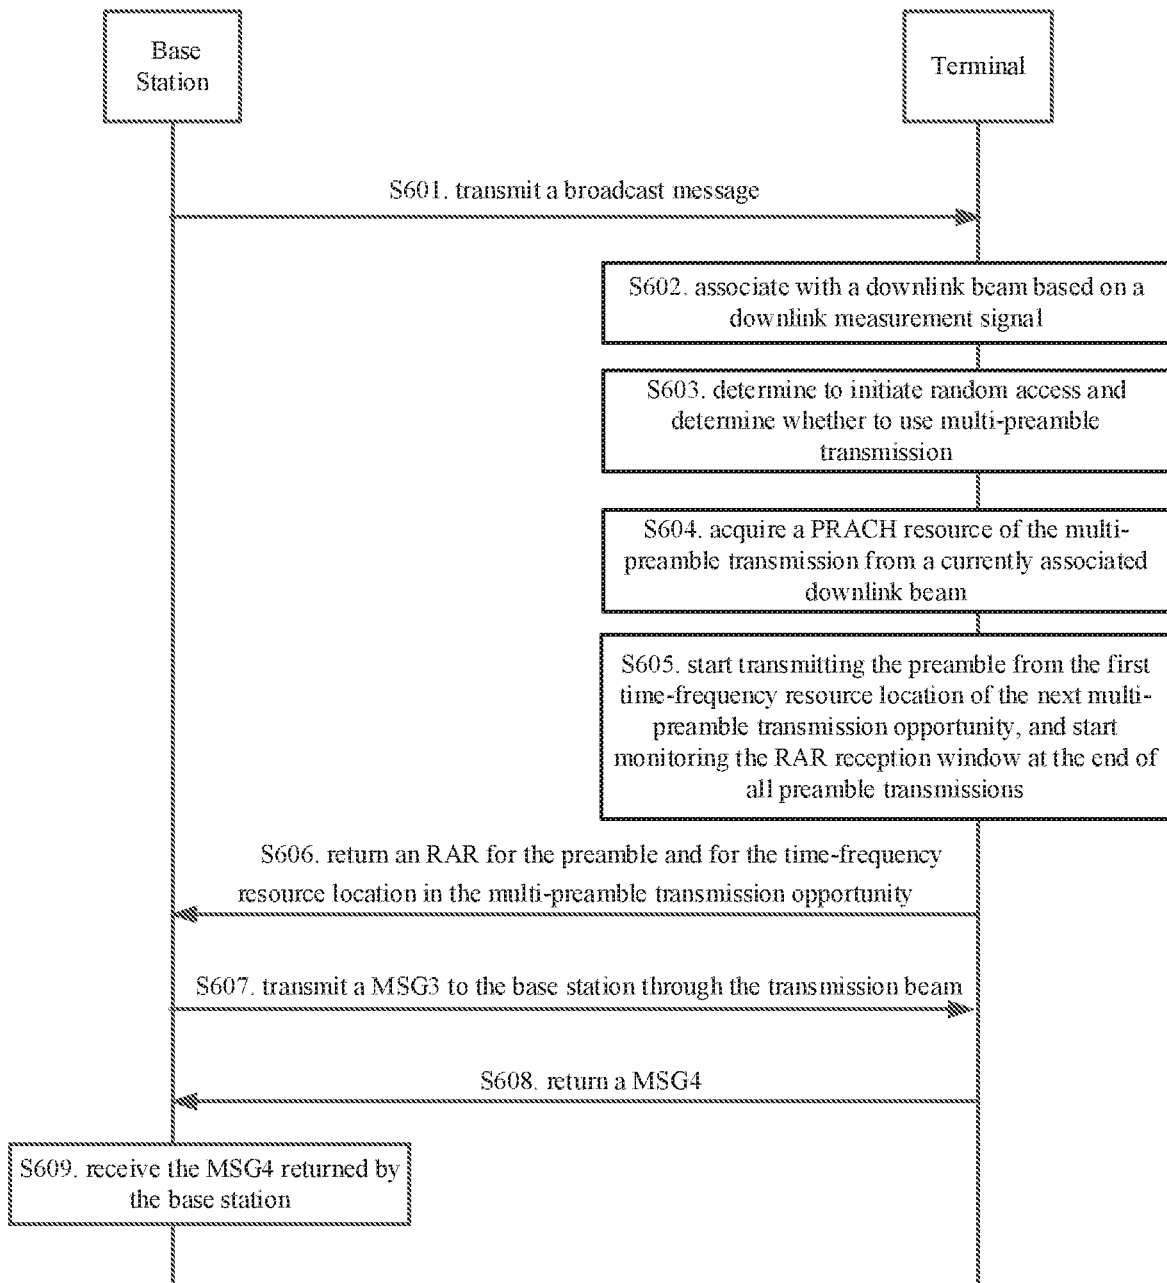 Base
Station
Terminal
S601. transmit a broadcast message
S602. associate with a downlink beam based on a
downlink measurement signal
S603. determine to initiate random access and
determine whether to use multi-preamble
transmission
S604. acquire a PRACH resource of the multi-
preamble transmission from a currently associated
downlink beam
S605. start transmitting the preamble from the first
time-frequency resource location of the next multi-
preamble transmission opportunity, and start
monitoring the RAR reception window at the end of
all preamble transmissions
S606. return an RAR for the preamble and for the time-frequency
resource location in the multi-preamble transmission opportunity
S607. transmit a MSG3 to the base station through the transmission beam
S608. return a MSG4
S609. receive the MSG4 returned by
the base station